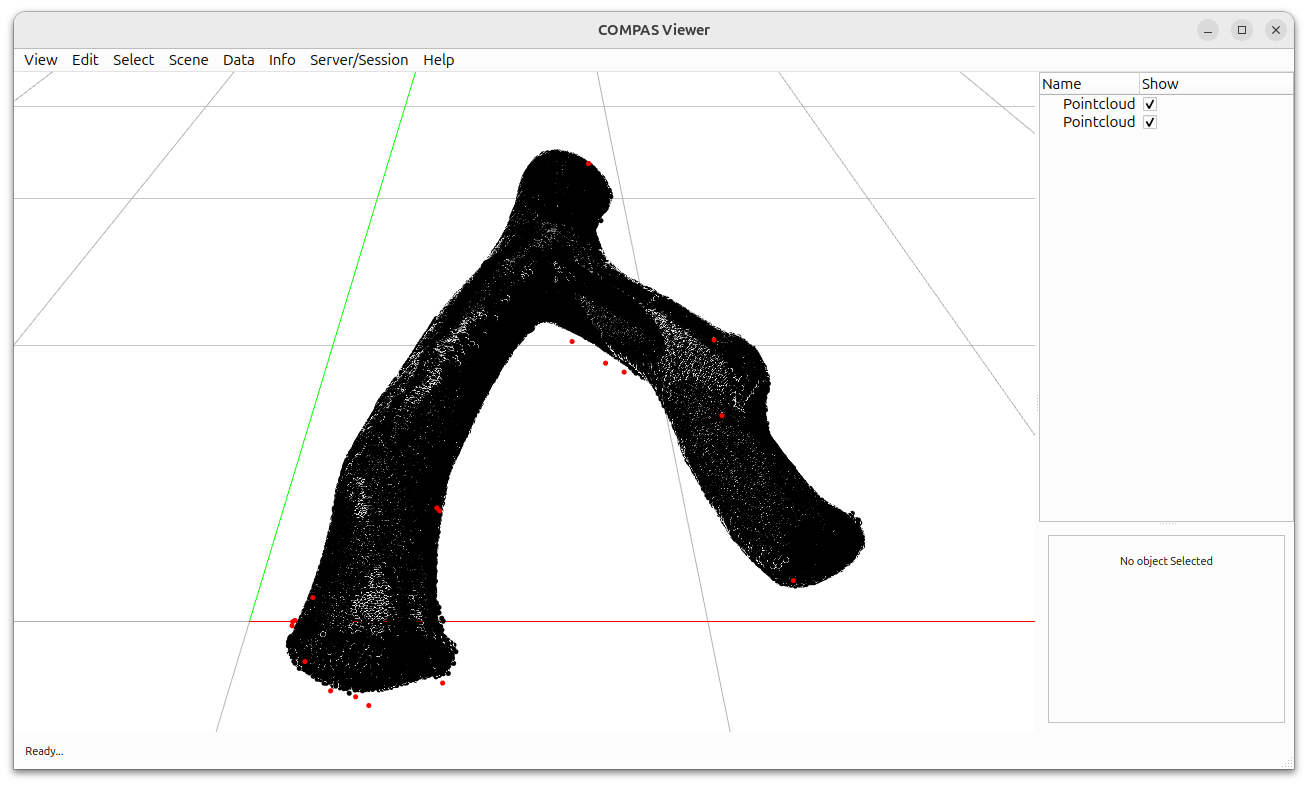 COMPAS Viewer
View Edit Select Scene Data Info Server/Session Help
Name Show
Pointcloud
Pointcloud
No object Selected
Ready...